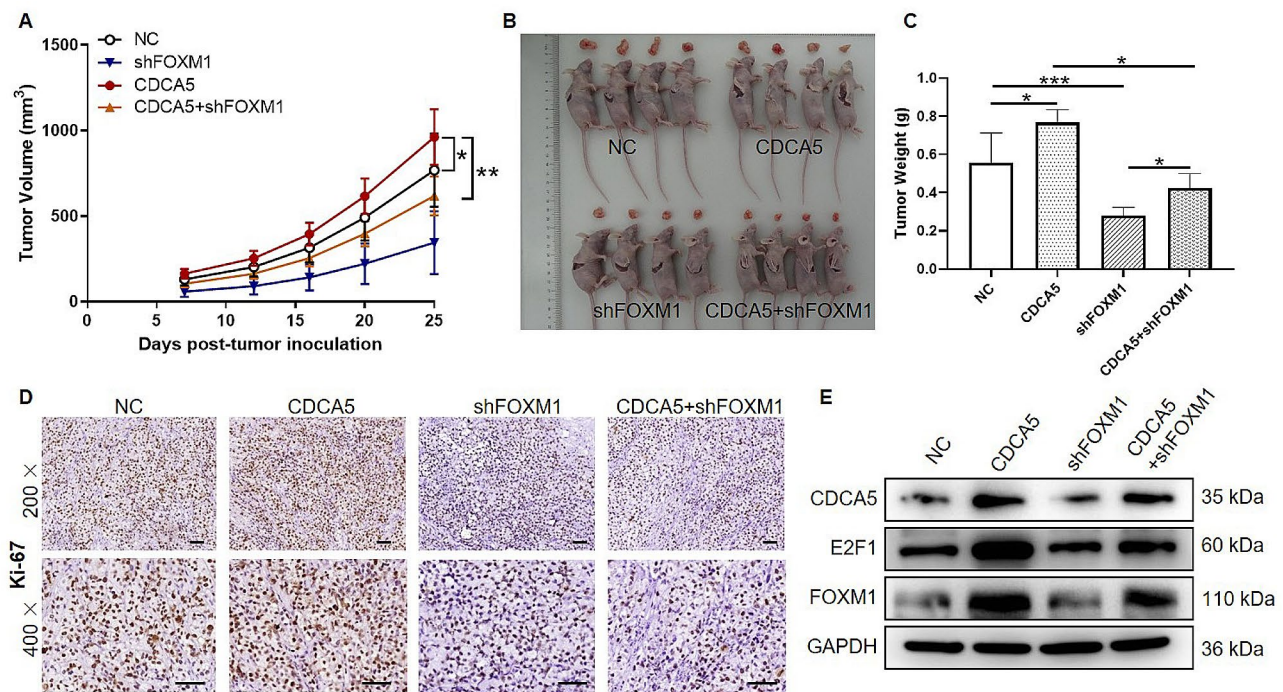 A
NC
shFOXM1
CDCA5
CDCA5+shFOXM1
Tumor Volume (mm³)
1500
1000
500
0
0 5 10 15 20 25
Days post-tumor inoculation
*
**
B
NC CDCA5
shFOXM1 CDCA5+shFOXM1
C
Tumor Weight (g)
1.0
0.8
0.6
0.4
0.2
0.0
*
***
*
*
NC CDCA5 shFOXM1 CDCA5+shFOXM1
D
NC CDCA5 shFOXM1 CDCA5+shFOXM1
Ki-67
200 ×
400 ×
E
NC CDCA5 shFOXM1 CDCA5
+shFOXM1
CDCA5 35 kDa
E2F1 60 kDa
FOXM1 110 kDa
GAPDH 36 kDa